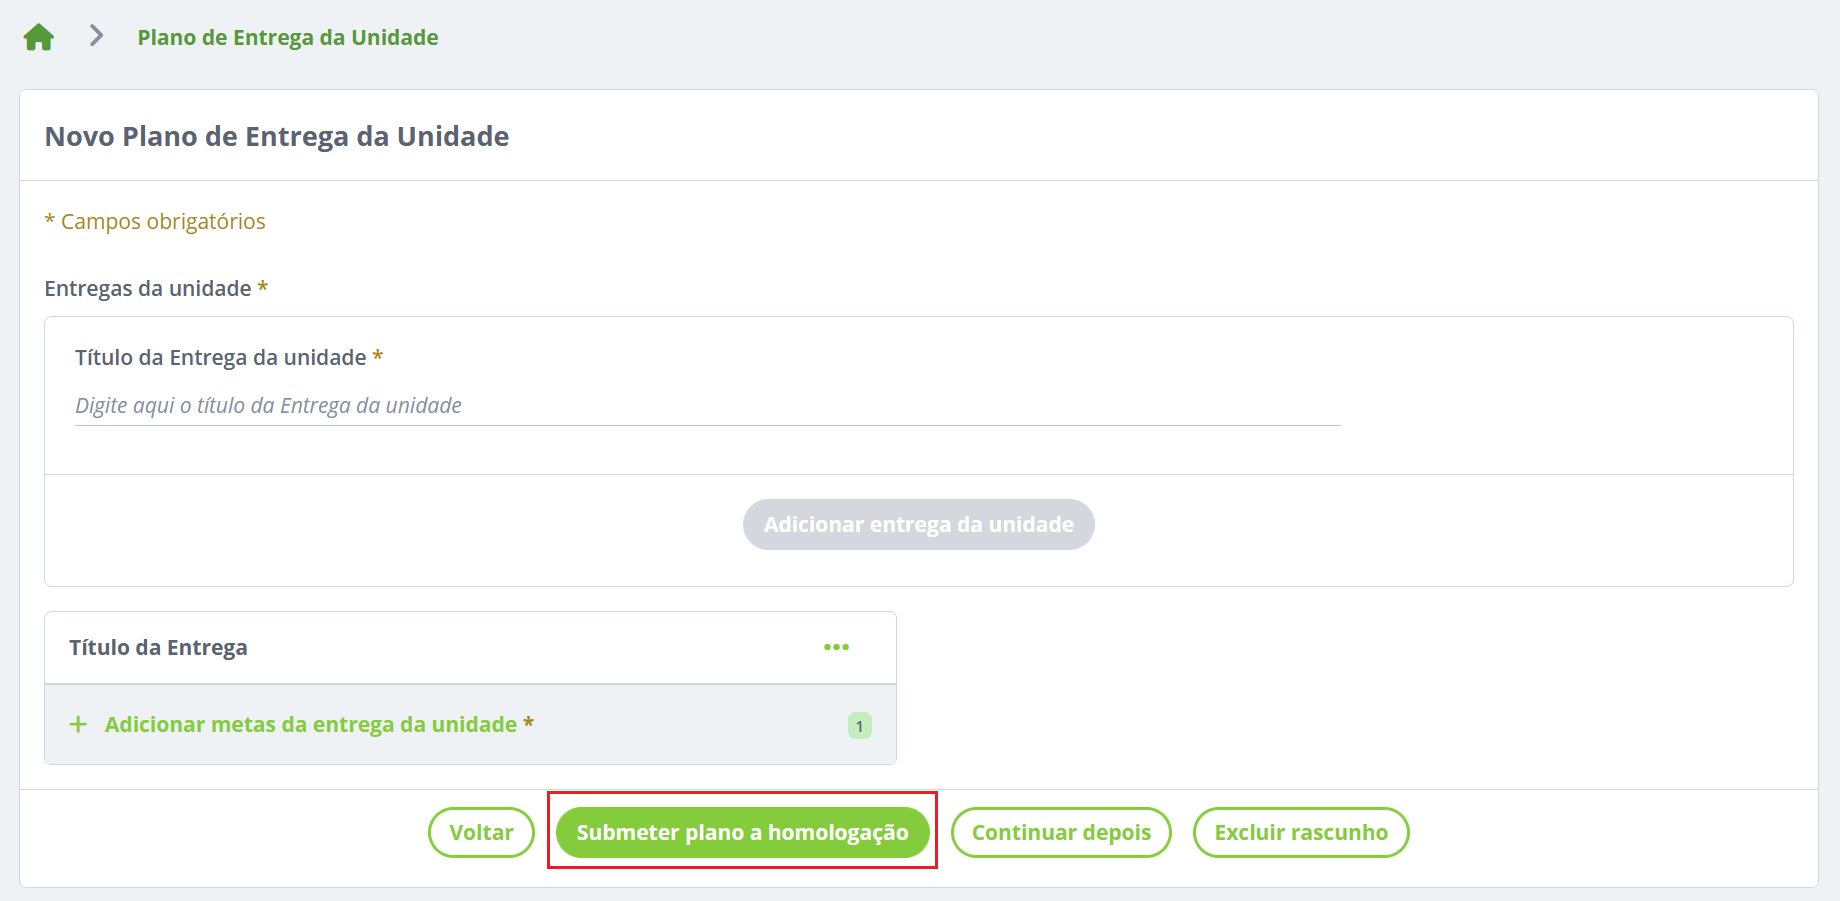 Plano de Entrega da Unidade
Novo Plano de Entrega da Unidade
* Campos obrigatórios
Entregas da unidade *
Título da Entrega da unidade *
Digite aqui o título da Entrega da unidade
Adicionar entrega da unidade
Título da Entrega
+ Adicionar metas da entrega da unidade * 1
Voltar Submeter plano a homologação Continuar depois Excluir rascunho